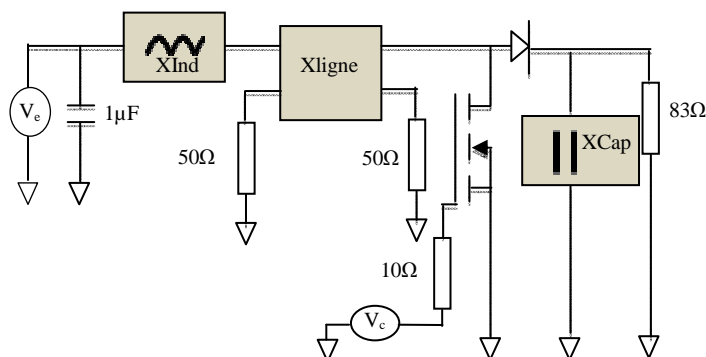 XInd
Xligne
Ve
1µF
50Ω
50Ω
XCap
83Ω
10Ω
Vc